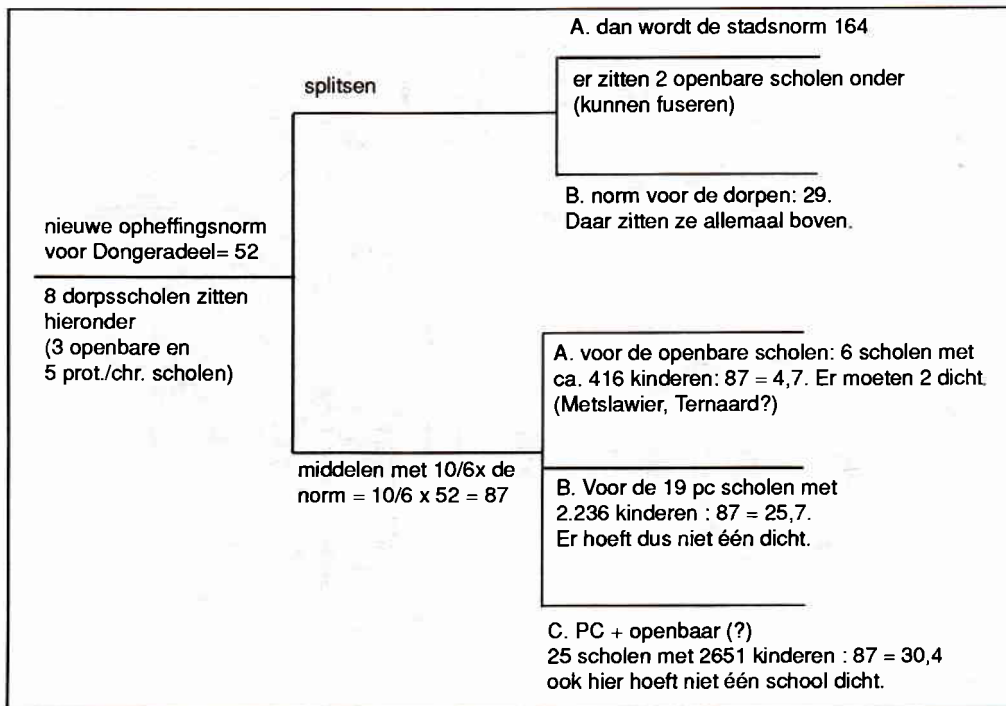 nieuwe opheffingsnorm
voor Dongeradeel= 52
8 dorpsscholen zitten
hieronder
(3 openbare en
5 prot./chr. scholen)
splitsen
A. dan wordt de stadsnorm 164
er zitten 2 openbare scholen onder
(kunnen fuseren)
B. norm voor de dorpen: 29.
Daar zitten ze allemaal boven.
middelen met 10/6x de
norm = 10/6 x 52 = 87
A. voor de openbare scholen: 6 scholen met
ca. 416 kinderen: 87 = 4,7. Er moeten 2 dicht.
(Metslawier, Ternaard?)
B. Voor de 19 pc scholen met
2.236 kinderen : 87 = 25,7.
Er hoeft dus niet één dicht.
C. PC + openbaar (?)
25 scholen met 2651 kinderen : 87 = 30,4
ook hier hoeft niet één school dicht.